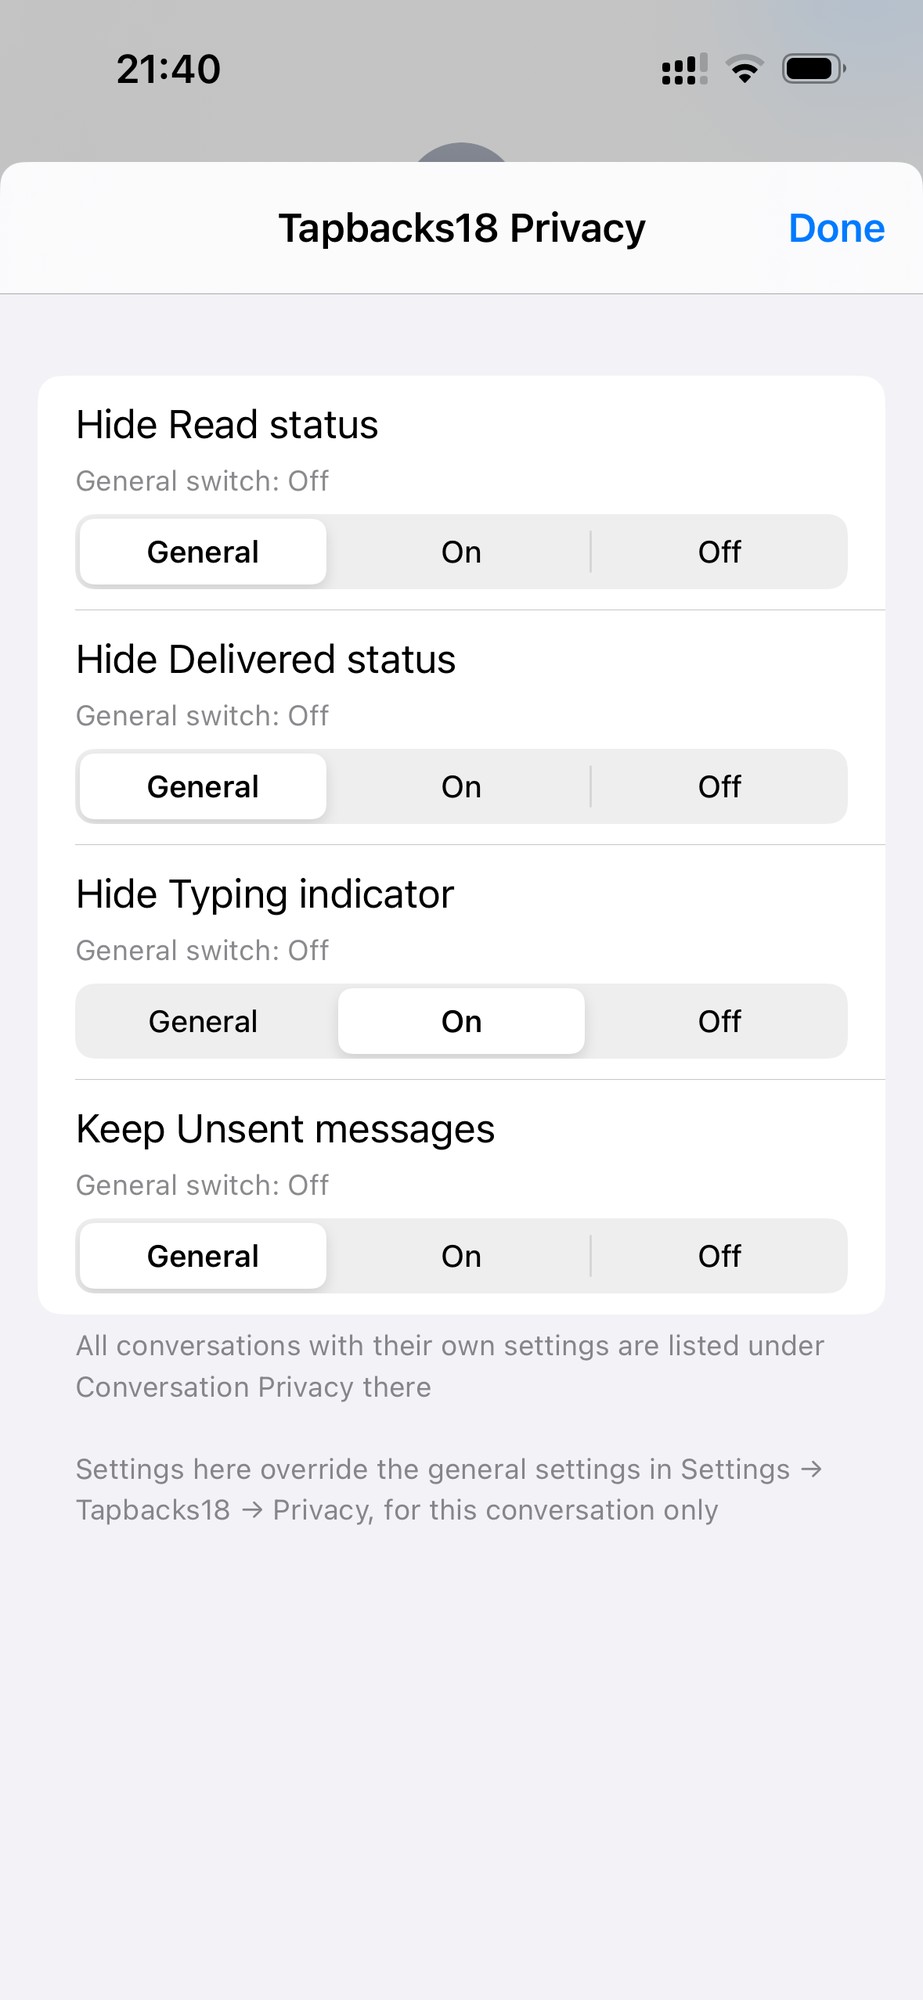 21:40
Tapbacks18 Privacy
Done
Hide Read status
General switch: Off
General On Off
Hide Delivered status
General switch: Off
General On Off
Hide Typing indicator
General switch: Off
General On Off
Keep Unsent messages
General switch: Off
General On Off
All conversations with their own settings are listed under
Conversation Privacy there
Settings here override the general settings in Settings →
Tapbacks18 → Privacy, for this conversation only